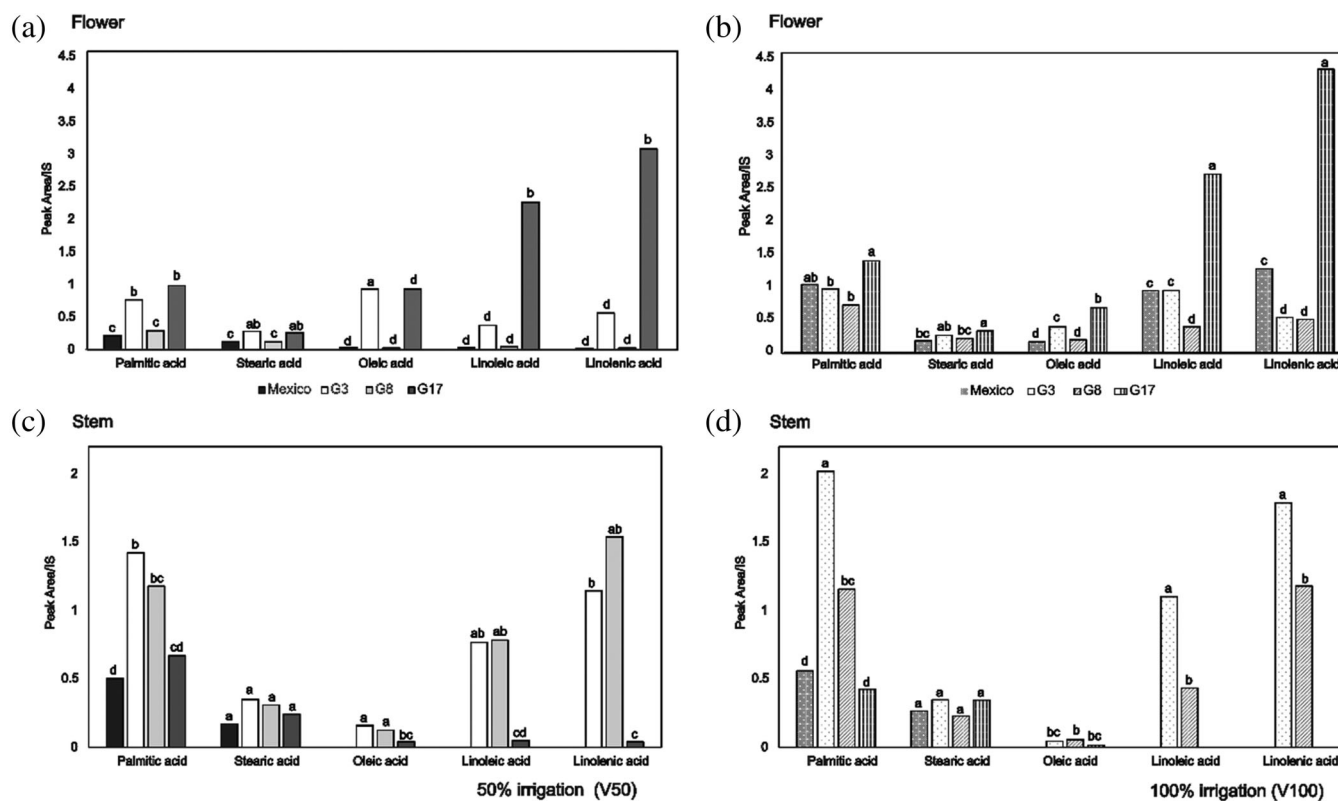 (a) Flower
4.5
4
3.5
3
2.5
2
1.5
1
0.5
0
Peak Area/IS
b
c b c b
c ab c ab
d a d d
d d d b
d d d b
Palmitic acid Stearic acid Oleic acid Linoleic acid Linolenic acid
Mexico G3 G8 G17
(b) Flower
4.5
4
3.5
3
2.5
2
1.5
1
0.5
0
Peak Area/IS
ab b b a
bc ab bc a
d c d b
c c d a
c d d a
Palmitic acid Stearic acid Oleic acid Linoleic acid Linolenic acid
Mexico G3 G8 G17
(c) Stem
2
1.5
1
0.5
0
Peak Area/IS
d b bc cd
a a a a
a a bc
ab ab cd
b ab c
Palmitic acid Stearic acid Oleic acid Linoleic acid Linolenic acid
50% irrigation (V50)
(d) Stem
2
1.5
1
0.5
0
Peak Area/IS
d a bc d
a a a a
bc b bc
a b
a b
Palmitic acid Stearic acid Oleic acid Linoleic acid Linolenic acid
100% irrigation (V100)